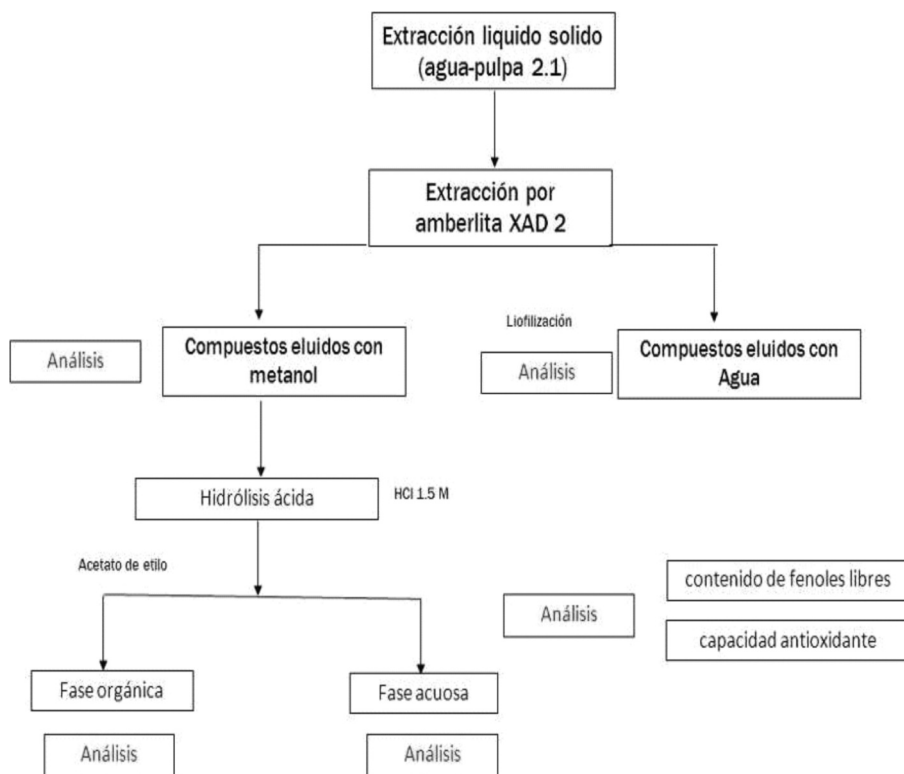 Extracción liquido solido
(agua-pulpa 2.1)
Extracción por
amberlita XAD 2
Liofilización
Análisis
Compuestos eluidos con
metanol
Análisis
Compuestos eluidos con
Agua
Hidrólisis ácida
HCl 1.5 M
Acetato de etilo
Análisis
contenido de fenoles libres
capacidad antioxidante
Fase orgánica
Fase acuosa
Análisis
Análisis